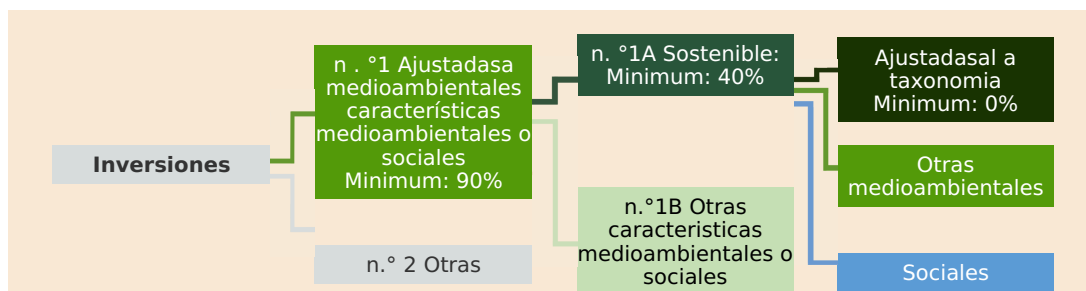 Inversiones
n . °1 Ajustadasa
medioambientales
características
medioambientales o
sociales
Minimum: 90%
n.° 2 Otras
n. °1A Sostenible:
Minimum: 40%
n.°1B Otras
caracteristicas
medioambientales o
sociales
Ajustadasal a
taxonomia
Minimum: 0%
Otras
medioambientales
Sociales